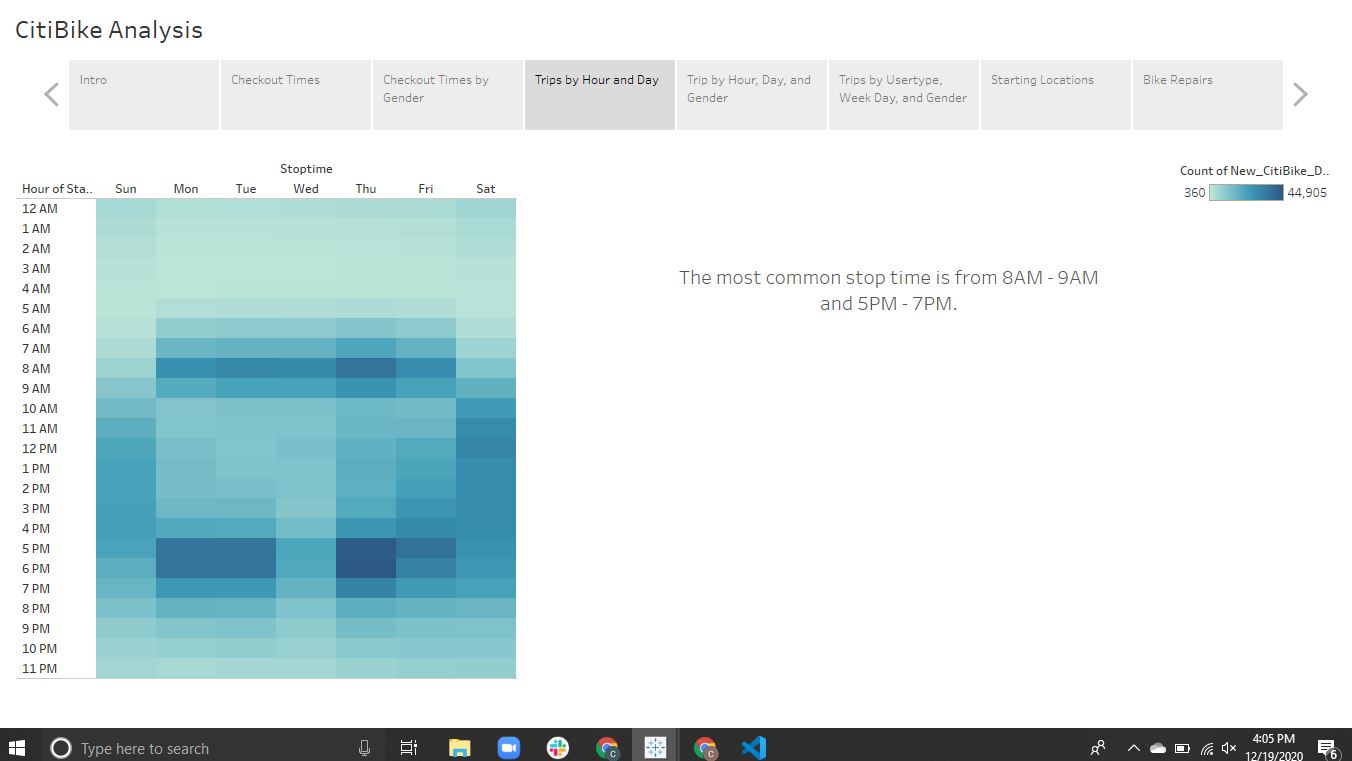 CitiBike Analysis
Intro
Checkout Times
Checkout Times by
Gender
Trips by Hour and Day
Trip by Hour, Day, and
Gender
Trips by Usertype,
Week Day, and Gender
Starting Locations
Bike Repairs
Stoptime
Hour of Sta.. Sun Mon Tue Wed Thu Fri Sat
12 AM
1 AM
2 AM
3 AM
4 AM
5 AM
6 AM
7 AM
8 AM
9 AM
10 AM
11 AM
12 PM
1 PM
2 PM
3 PM
4 PM
5 PM
6 PM
7 PM
8 PM
9 PM
10 PM
11 PM
Count of New_CitiBike_D..
360 44,905
The most common stop time is from 8AM - 9AM
and 5PM - 7PM.
Type here to search
C
C
4:05 PM
12/19/2020
6